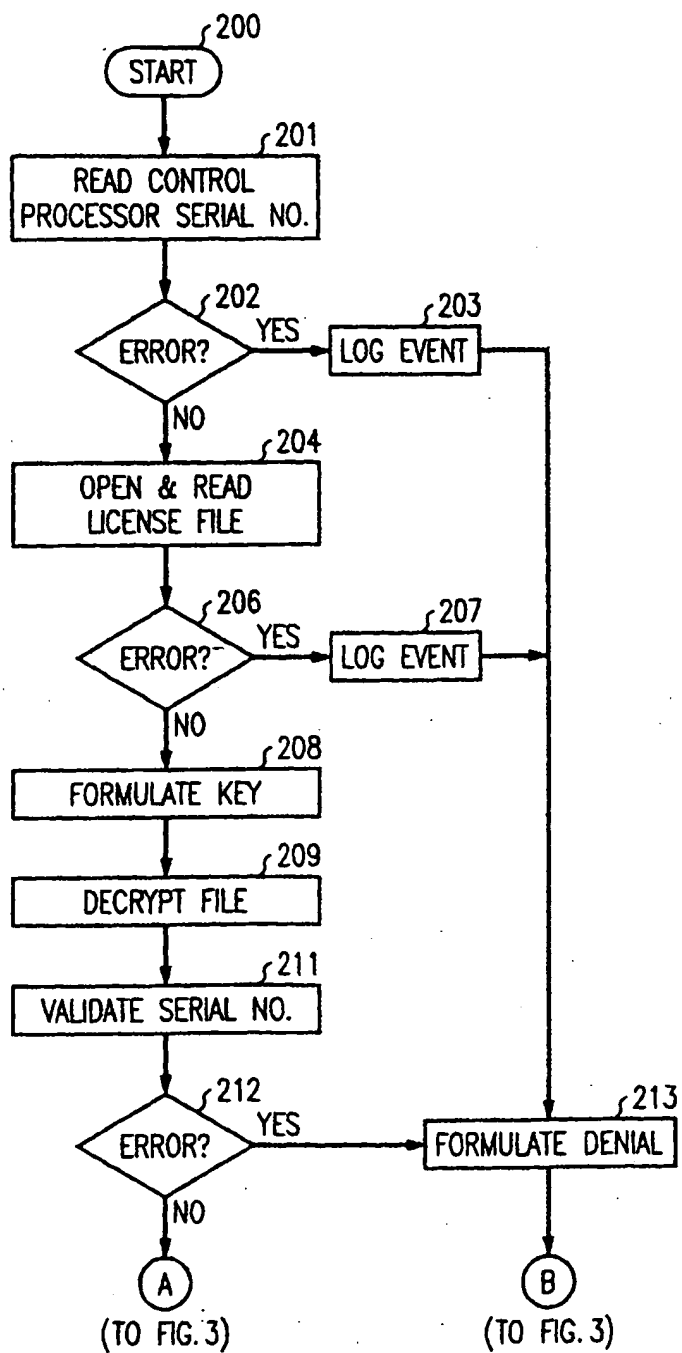 200
START
201
READ CONTROL
PROCESSOR SERIAL NO.
202
ERROR?
YES
203
LOG EVENT
NO
204
OPEN & READ
LICENSE FILE
206
ERROR?
YES
207
LOG EVENT
NO
208
FORMULATE KEY
209
DECRYPT FILE
211
VALIDATE SERIAL NO.
212
ERROR?
YES
213
FORMULATE DENIAL
NO
A
(TO FIG. 3)
B
(TO FIG. 3)